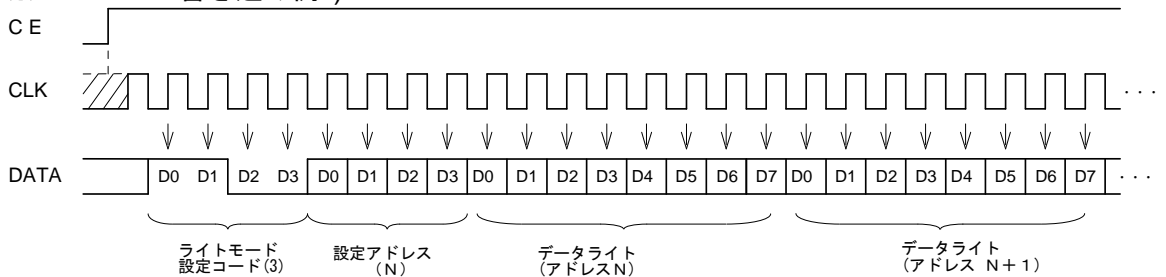 CE
CLK
・・・
DATA D0 D1 D2 D3 D0 D1 D2 D3 D0 D1 D2 D3 D4 D5 D6 D7 D0 D1 D2 D3 D4 D5 D6 D7 ・・・
ライトモード
設定コード(3)
設定アドレス
(N)
データライト
(アドレスN)
データライト
(アドレス N+1)